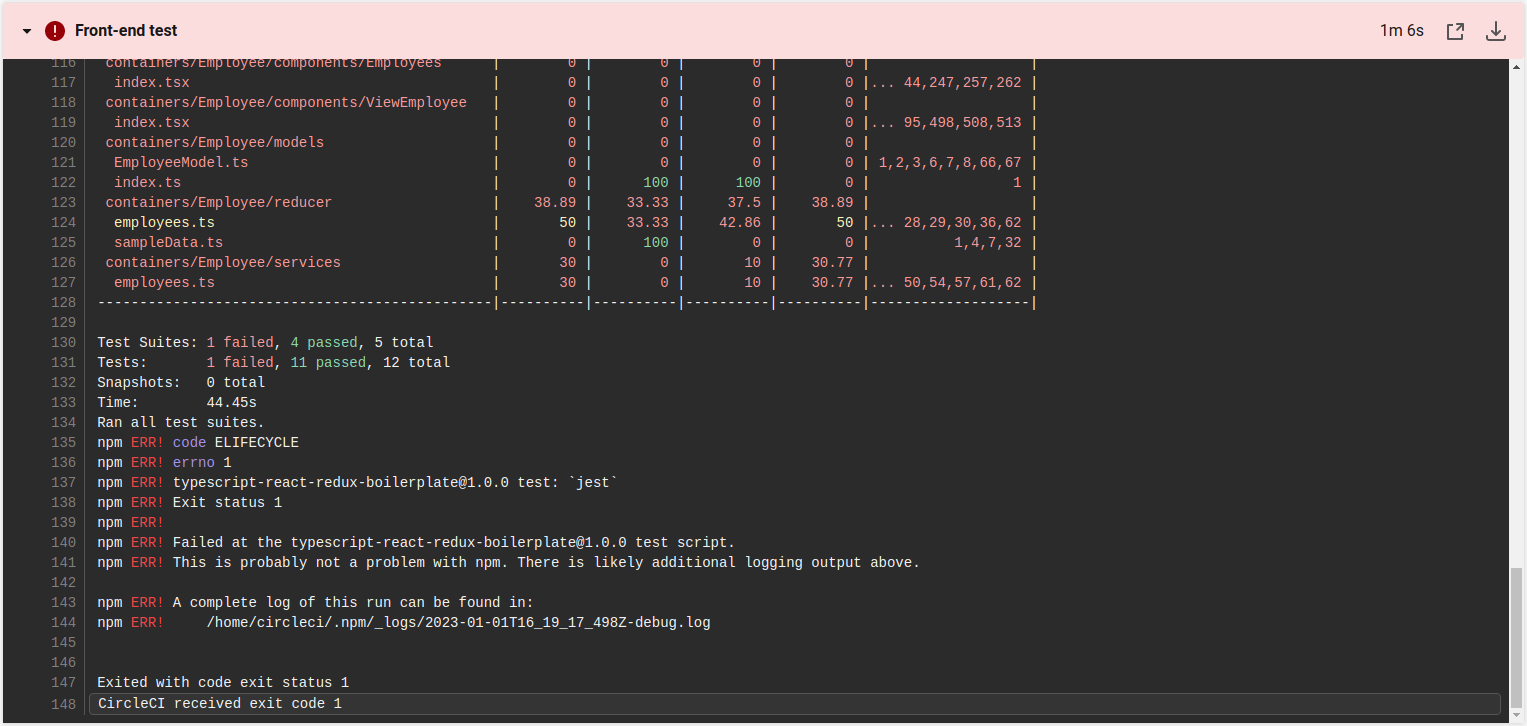 Front-end test 1m 6s
116 containers/Employee/components/Employees | 0 | 0 | 0 | 0 | |
117 index.tsx | 0 | 0 | 0 | 0 |... 44,247,257,262 |
118 containers/Employee/components/ViewEmployee | 0 | 0 | 0 | 0 | |
119 index.tsx | 0 | 0 | 0 | 0 |... 95,498,508,513 |
120 containers/Employee/models | 0 | 0 | 0 | 0 | |
121 EmployeeModel.ts | 0 | 0 | 0 | 0 | 1,2,3,6,7,8,66,67 |
122 index.ts | 0 | 100 | 100 | 0 | 1 |
123 containers/Employee/reducer | 38.89 | 33.33 | 37.5 | 38.89 | |
124 employees.ts | 50 | 33.33 | 42.86 | 50 |... 28,29,30,36,62 |
125 sampleData.ts | 0 | 100 | 0 | 0 | 1,4,7,32 |
126 containers/Employee/services | 30 | 0 | 10 | 30.77 | |
127 employees.ts | 30 | 0 | 10 | 30.77 |... 50,54,57,61,62 |
128 -----------------------------------------------|----------|----------|----------|----------|-------------------|
129
130 Test Suites: 1 failed, 4 passed, 5 total
131 Tests: 1 failed, 11 passed, 12 total
132 Snapshots: 0 total
133 Time: 44.45s
134 Ran all test suites.
135 npm ERR! code ELIFECYCLE
136 npm ERR! errno 1
137 npm ERR! typescript-react-redux-boilerplate@1.0.0 test: `jest`
138 npm ERR! Exit status 1
139 npm ERR!
140 npm ERR! Failed at the typescript-react-redux-boilerplate@1.0.0 test script.
141 npm ERR! This is probably not a problem with npm. There is likely additional logging output above.
142
143 npm ERR! A complete log of this run can be found in:
144 npm ERR! /home/circleci/.npm/_logs/2023-01-01T16_19_17_498Z-debug.log
145
146
147 Exited with code exit status 1
148 CircleCI received exit code 1